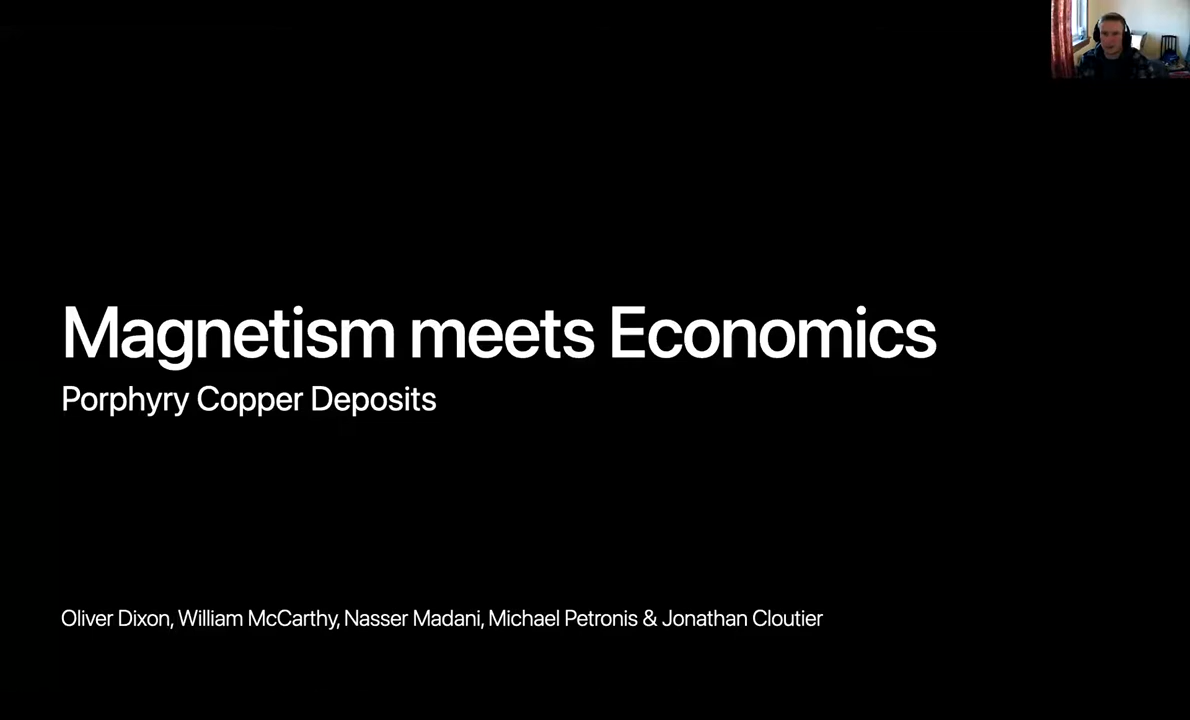 Magnetism meets Economics
Porphyry Copper Deposits
Oliver Dixon, William McCarthy, Nasser Madani, Michael Petronis & Jonathan Cloutier